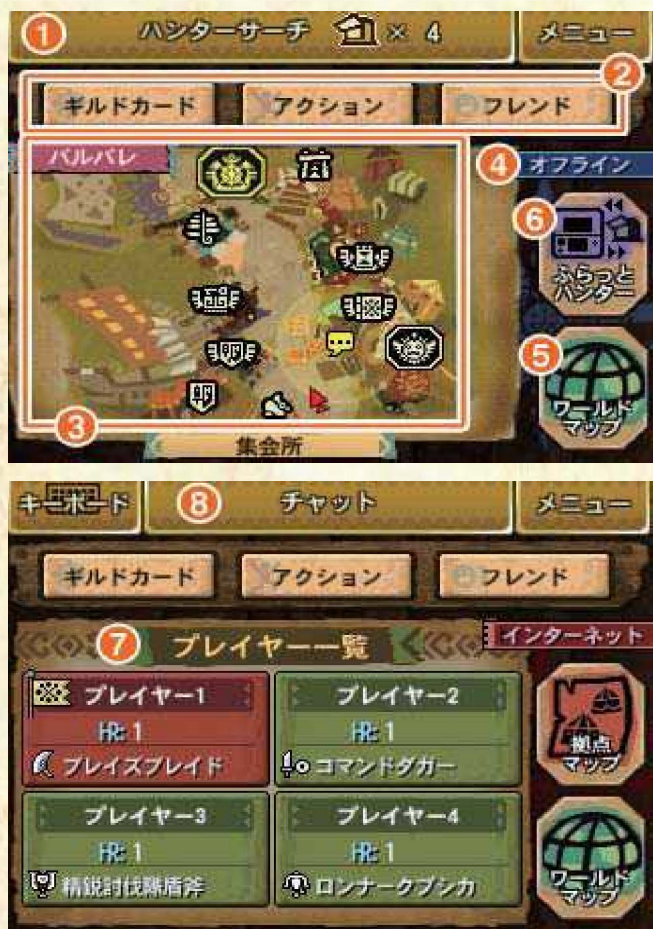 1 ハンターサーチ × 4 メニュー
2
ギルドカード アクション フレンド
バルバレ
4 オフライン
6
ふらっと
ハンター
5
ワールド
マップ
3
集会所
キーボード 8 チャット メニュー
ギルドカード アクション フレンド
7 プレイヤー一覧
インターネット
プレイヤー1 プレイヤー2
HR:1 HR:1
ブレイズブレイド コマンドダガー
拠点
マップ
プレイヤー3 プレイヤー4
HR:1 HR:1
精鋭討伐隊盾斧 ロンナークブシカ
ワールド
マップ